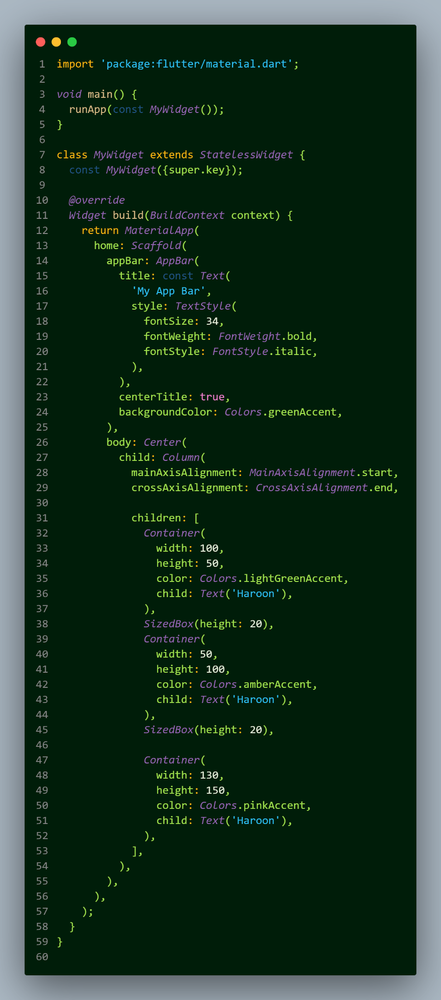 1 import 'package:flutter/material.dart';
2
3 void main() {
4   runApp(const MyWidget());
5 }
6
7 class MyWidget extends StatelessWidget {
8   const MyWidget({super.key});
9
10   @override
11   Widget build(BuildContext context) {
12     return MaterialApp(
13       home: Scaffold(
14         appBar: AppBar(
15           title: const Text(
16             'My App Bar',
17             style: TextStyle(
18               fontSize: 34,
19               fontWeight: FontWeight.bold,
20               fontStyle: FontStyle.italic,
21             ),
22           ),
23           centerTitle: true,
24           backgroundColor: Colors.greenAccent,
25         ),
26         body: Center(
27           child: Column(
28             mainAxisAlignment: MainAxisAlignment.start,
29             crossAxisAlignment: CrossAxisAlignment.end,
30
31             children: [
32               Container(
33                 width: 100,
34                 height: 50,
35                 color: Colors.lightGreenAccent,
36                 child: Text('Haroon'),
37               ),
38               SizedBox(height: 20),
39               Container(
40                 width: 50,
41                 height: 100,
42                 color: Colors.amberAccent,
43                 child: Text('Haroon'),
44               ),
45               SizedBox(height: 20),
46
47               Container(
48                 width: 130,
49                 height: 150,
50                 color: Colors.pinkAccent,
51                 child: Text('Haroon'),
52               ),
53             ],
54           ),
55         ),
56       ),
57     );
58   }
59 }
60